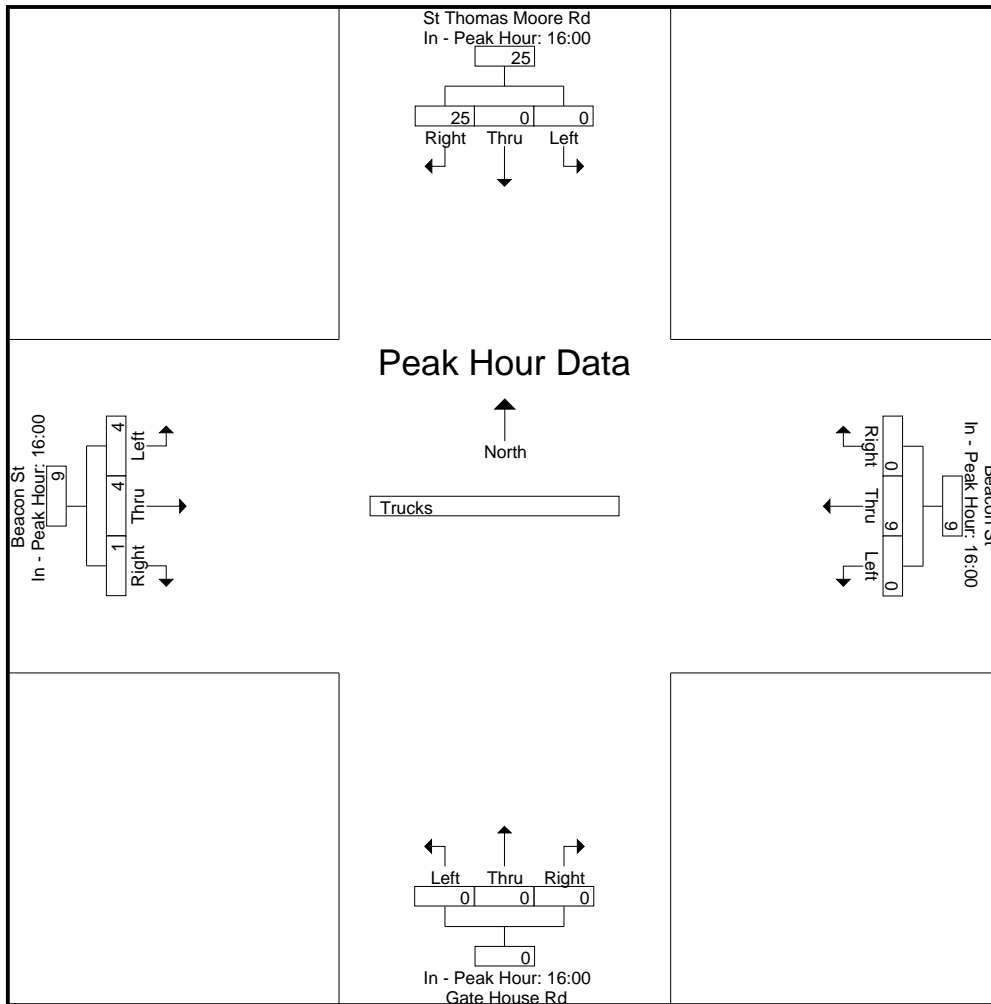 St Thomas Moore Rd
In - Peak Hour: 16:00
25
25 0 0
Right Thru Left
Peak Hour Data
North
Trucks
Beacon St
In - Peak Hour: 16:00
9
4 4 1
Left Thru Right
Beacon St
In - Peak Hour: 16:00
9
0 9 0
Right Thru Left
Left Thru Right
0 0 0
0
In - Peak Hour: 16:00
Gate House Rd